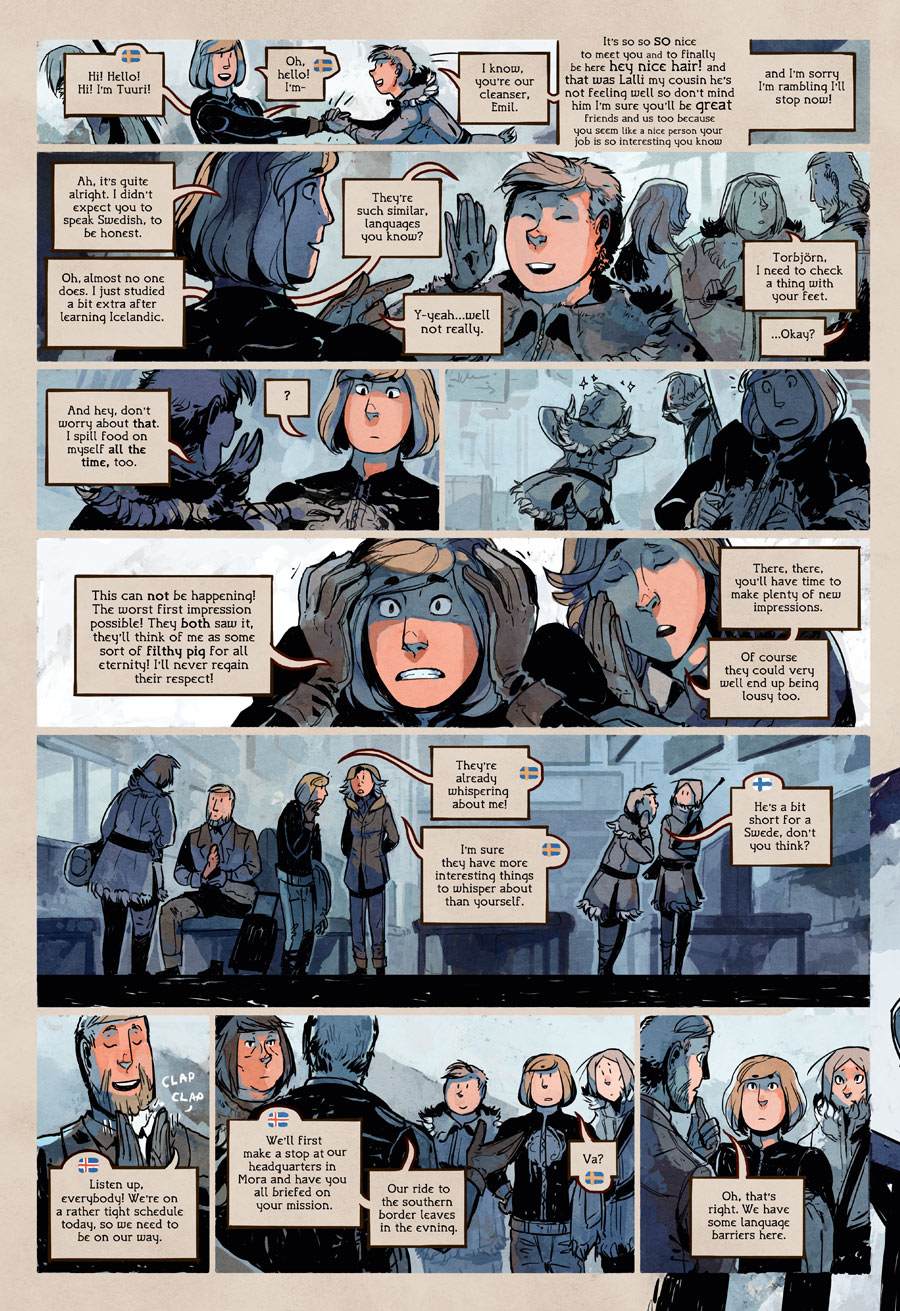 Hi! Hello!
Hi! I'm Tuuri!
Oh,
hello!
I'm-
I know,
you're our
cleanser,
Emil.
It's so so SO nice
to meet you and to finally
be here hey nice hair! and
that was Lalli my cousin he's
not feeling well so don't mind
him I'm sure you'll be great
friends and us too because
you seem like a nice person your
job is so interesting you know
and I'm sorry
I'm rambling I'll
stop now!
Ah, it's quite
alright. I didn't
expect you to
speak Swedish, to
be honest.
They're
such similar,
languages
you know?
Oh, almost no one
does. I just studied
a bit extra after
learning Icelandic.
Y-yeah...well
not really.
Torbjörn,
I need to check
a thing with
your feet.
...Okay?
And hey, don't
worry about that.
I spill food on
myself all the
time, too.
?
This can not be happening!
The worst first impression
possible! They both saw it,
they'll think of me as some
sort of filthy pig for all
eternity! I'll never regain
their respect!
There, there,
you'll have time to
make plenty of new
impressions.
Of course
they could very
well end up being
lousy too.
They're
already
whispering
about me!
I'm sure
they have more
interesting things
to whisper about
than yourself.
He's a bit
short for a
Swede, don't
you think?
CLAP
CLAP
Listen up,
everybody! We're on
a rather tight schedule
today, so we need to
be on our way.
We'll first
make a stop at our
headquarters in
Mora and have you
all briefed on
your mission.
Our ride to
the southern
border leaves
in the evning.
Va?
Oh, that's
right. We have
some language
barriers here.